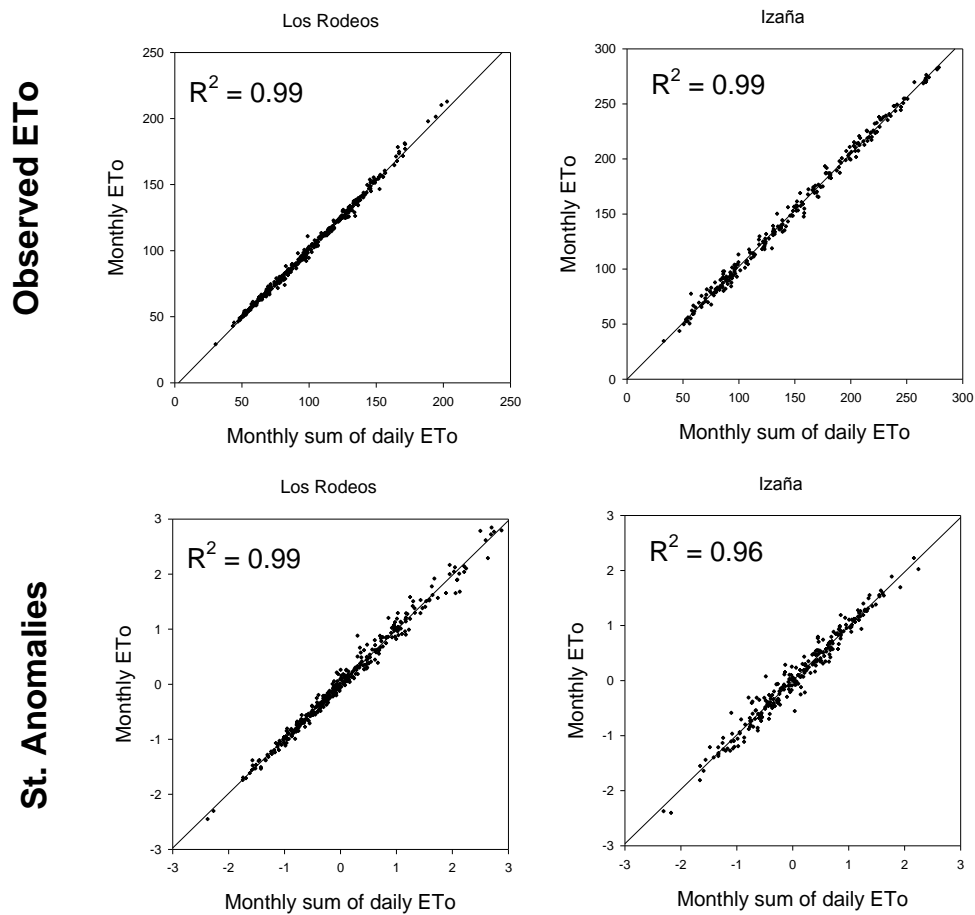 Observed ETo
Los Rodeos
R² = 0.99
Monthly ETo
250
200
150
100
50
0
0 50 100 150 200 250
Monthly sum of daily ETo
Izaña
R² = 0.99
Monthly ETo
300
250
200
150
100
50
0
0 50 100 150 200 250 300
Monthly sum of daily ETo
St. Anomalies
Los Rodeos
R² = 0.99
Monthly ETo
3
2
1
0
-1
-2
-3
-3 -2 -1 0 1 2 3
Monthly sum of daily ETo
Izaña
R² = 0.96
Monthly ETo
3
2
1
0
-1
-2
-3
-3 -2 -1 0 1 2 3
Monthly sum of daily ETo